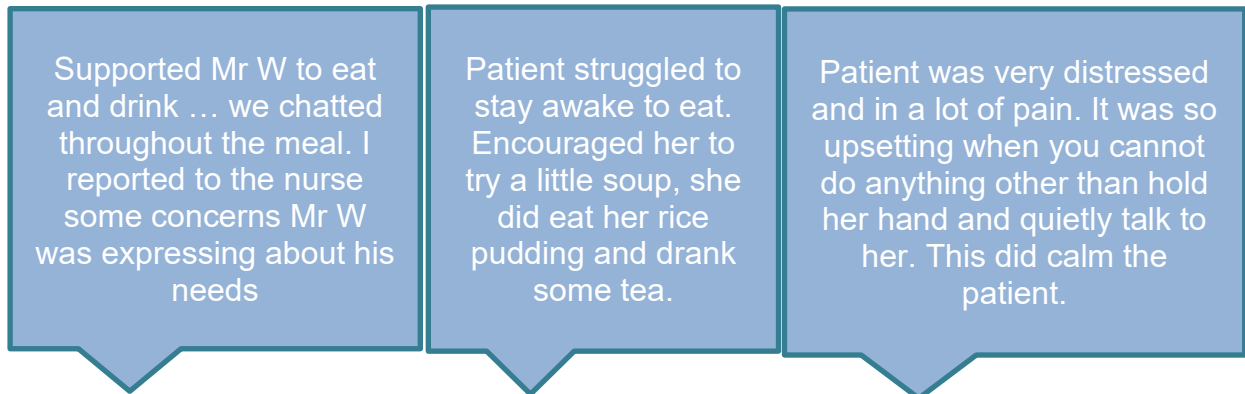 Supported Mr W to eat
and drink … we chatted
throughout the meal. I
reported to the nurse
some concerns Mr W
was expressing about his
needs
Patient struggled to
stay awake to eat.
Encouraged her to
try a little soup, she
did eat her rice
pudding and drank
some tea.
Patient was very distressed
and in a lot of pain. It was so
upsetting when you cannot
do anything other than hold
her hand and quietly talk to
her. This did calm the
patient.